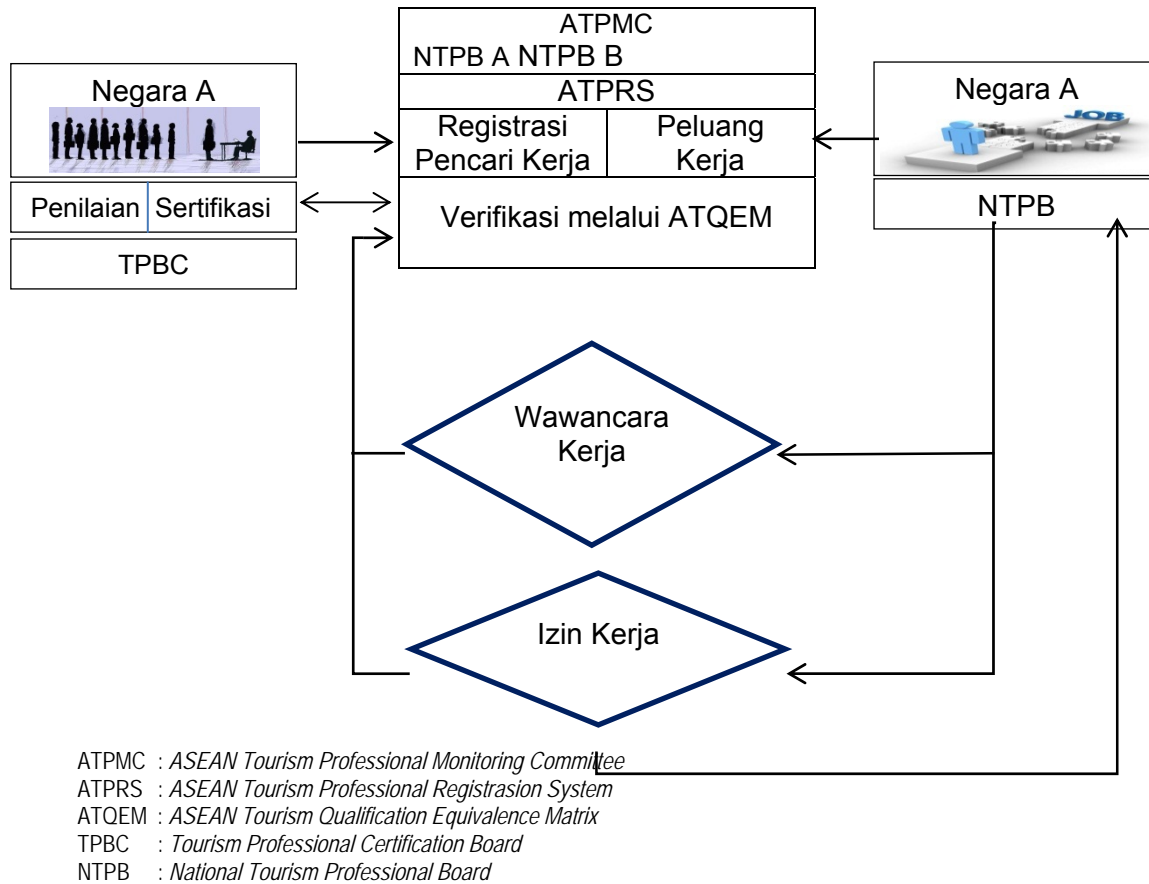 ATPMC
NTPB A NTPB B
Negara A
ATPRS
Negara A
JOB
Registrasi
Pencari Kerja
Peluang
Kerja
Penilaian
Sertifikasi
Verifikasi melalui ATQEM
NTPB
TPBC
Wawancara
Kerja
Izin Kerja
ATPMC : ASEAN Tourism Professional Monitoring Committee
ATPRS : ASEAN Tourism Professional Registrasion System
ATQEM : ASEAN Tourism Qualification Equivalence Matrix
TPBC : Tourism Professional Certification Board
NTPB : National Tourism Professional Board